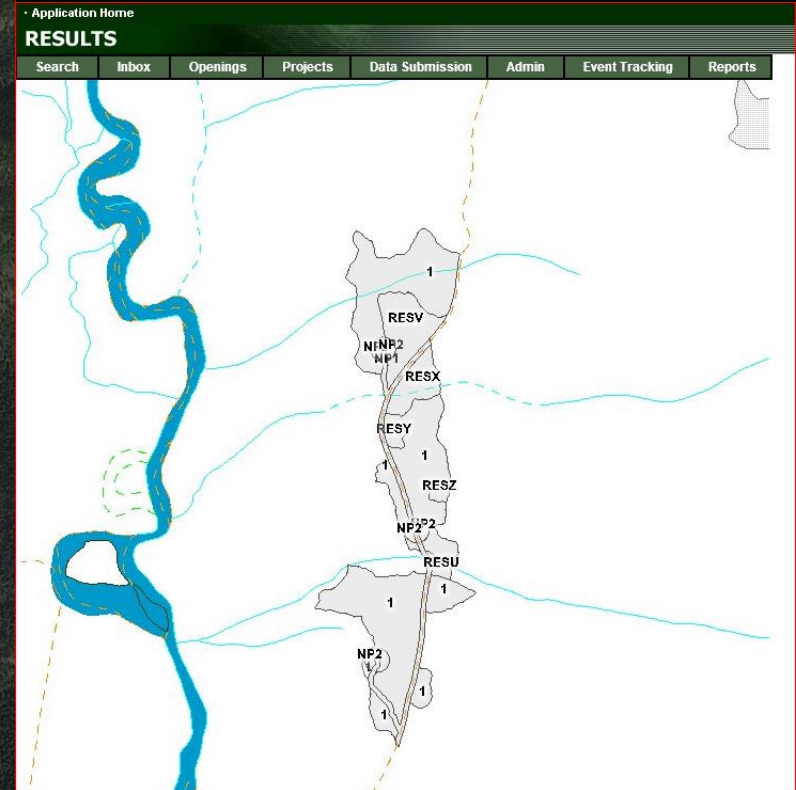 · Application Home
RESULTS
Search Inbox Openings Projects Data Submission Admin Event Tracking Reports
1
RESV
NP2
NP1
RESX
RESY
1
1
RESZ
NP2
RESU
1
1
NP2
1
1
1